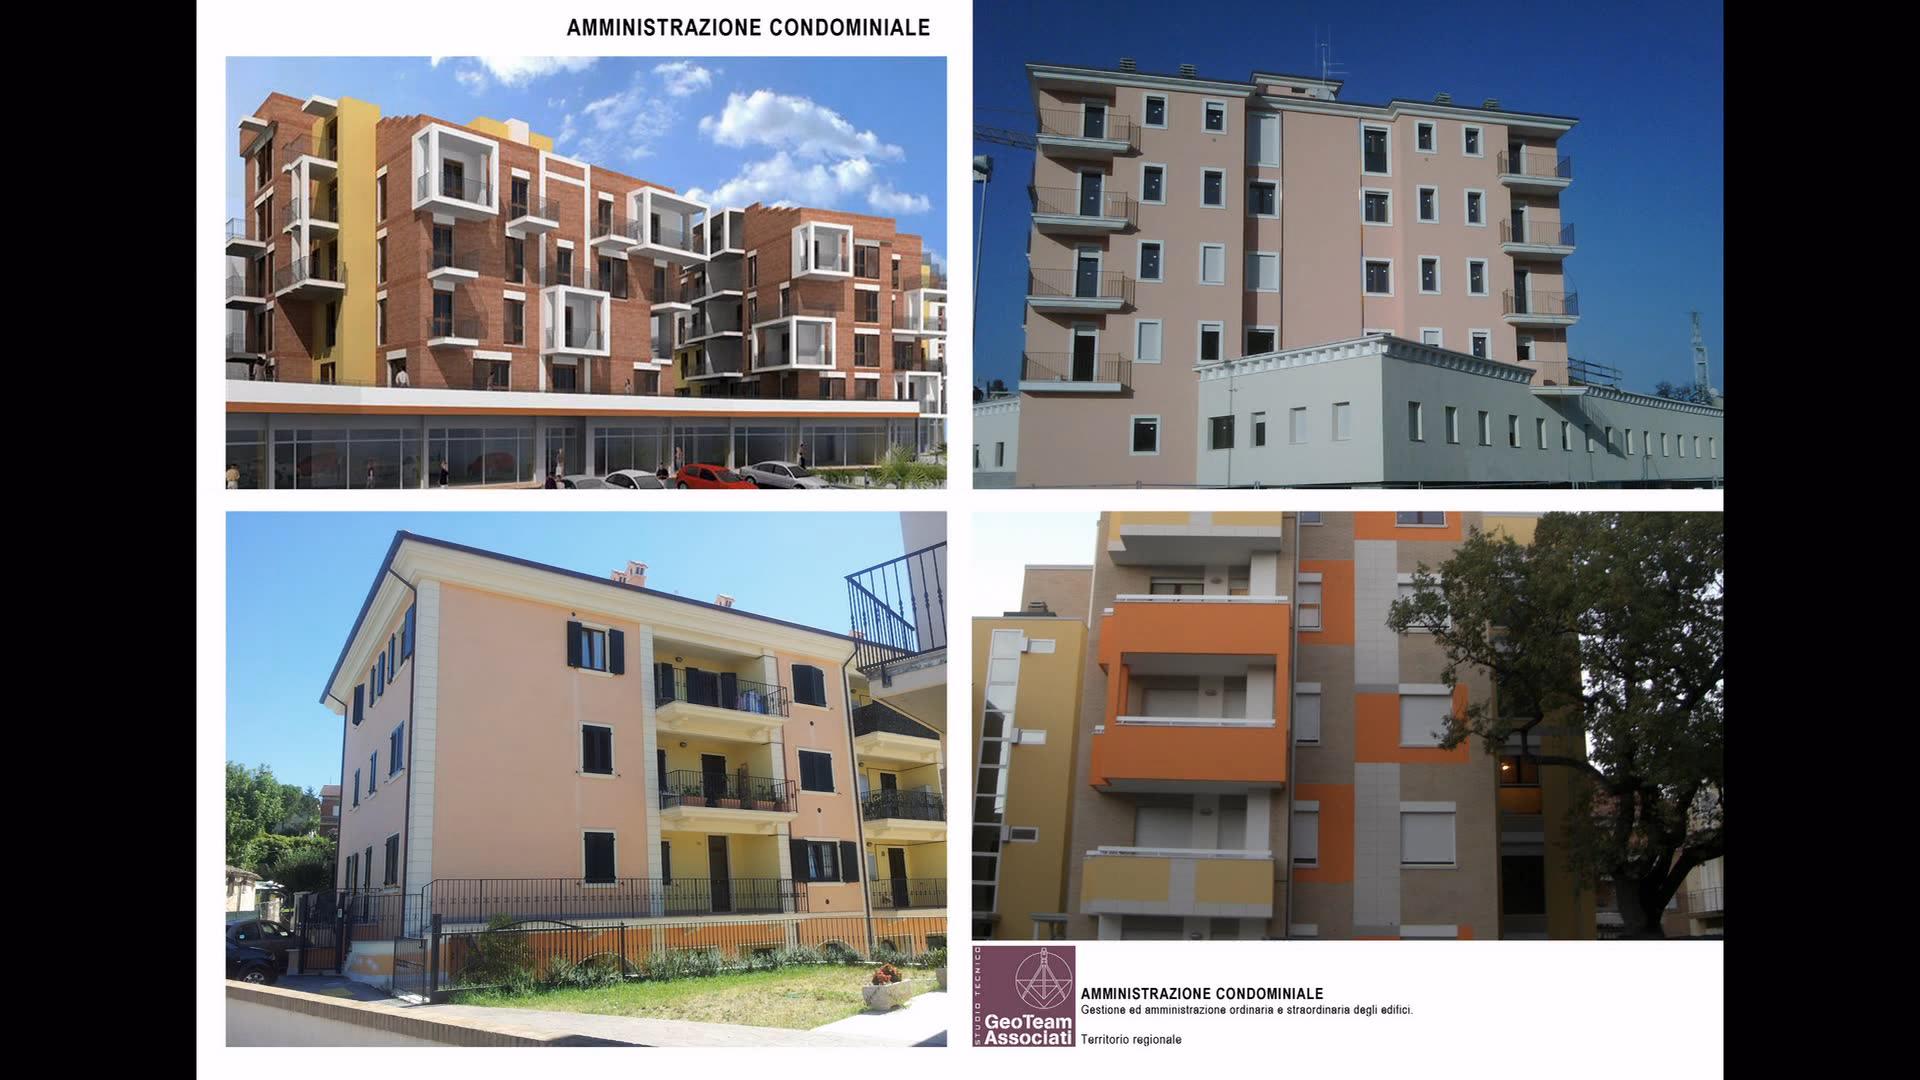 AMMINISTRAZIONE CONDOMINIALE
STUDIO TECNICO
GeoTeam
Associati
AMMINISTRAZIONE CONDOMINIALE
Gestione ed amministrazione ordinaria e straordinaria degli edifici.
Territorio regionale